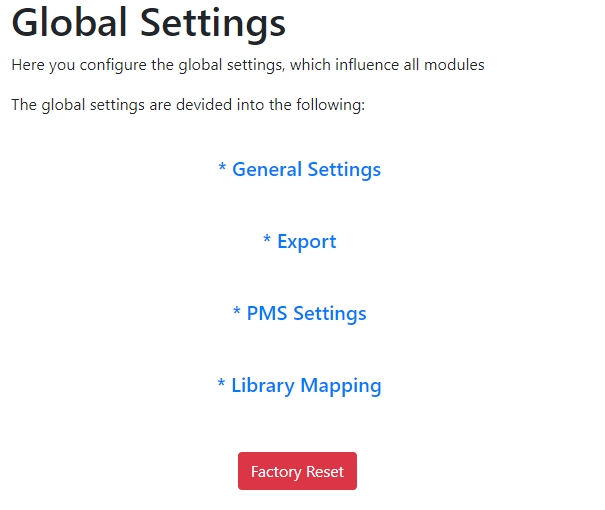 Global Settings
Here you configure the global settings, which influence all modules
The global settings are devided into the following:
* General Settings
* Export
* PMS Settings
* Library Mapping
Factory Reset